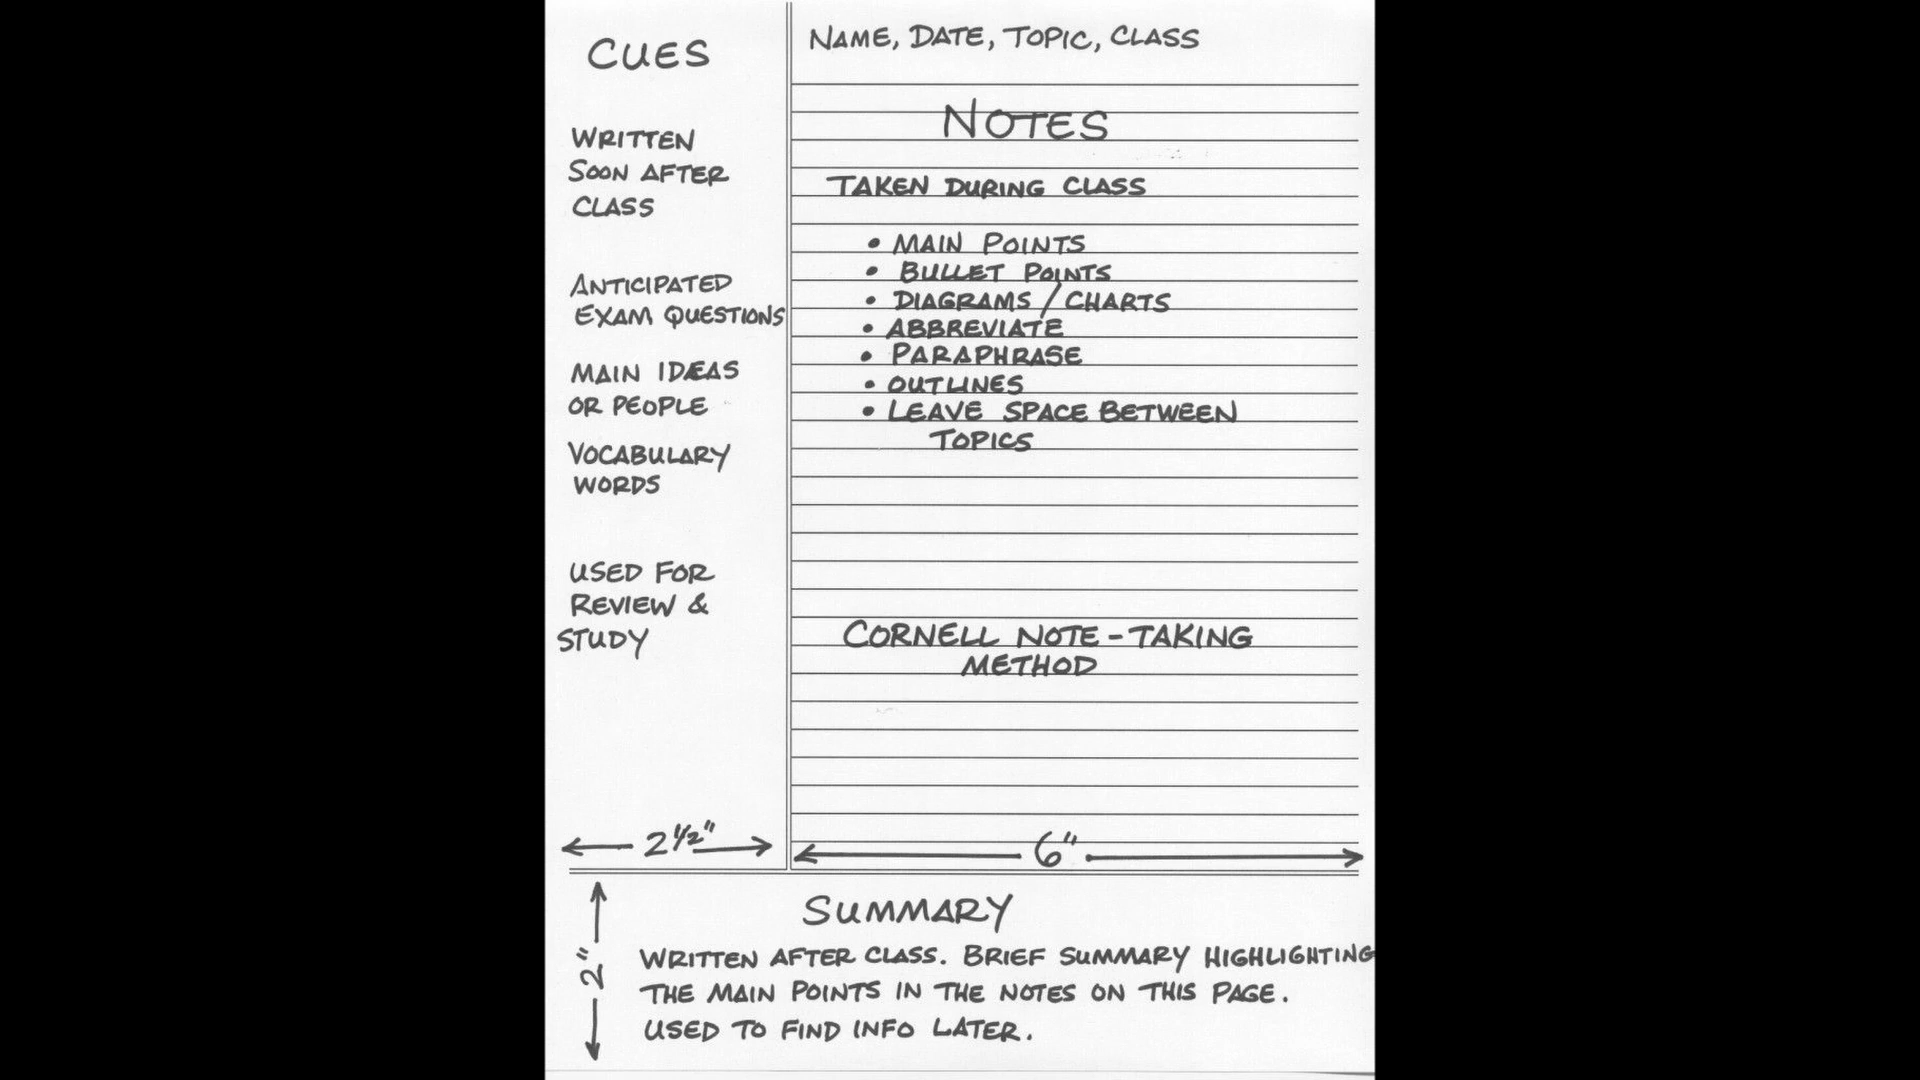 CUES
WRITTEN
SOON AFTER
CLASS
ANTICIPATED
EXAM QUESTIONS
MAIN IDEAS
OR PEOPLE
VOCABULARY
WORDS
USED FOR
REVIEW &
STUDY
2 1/2"
NAME, DATE, TOPIC, CLASS
NOTES
TAKEN DURING CLASS
• MAIN POINTS
• BULLET POINTS
• DIAGRAMS / CHARTS
• ABBREVIATE
• PARAPHRASE
• OUTLINES
• LEAVE SPACE BETWEEN
TOPICS
CORNELL NOTE-TAKING
METHOD
6"
SUMMARY
2"
WRITTEN AFTER CLASS. BRIEF SUMMARY HIGHLIGHTING
THE MAIN POINTS IN THE NOTES ON THIS PAGE.
USED TO FIND INFO LATER.